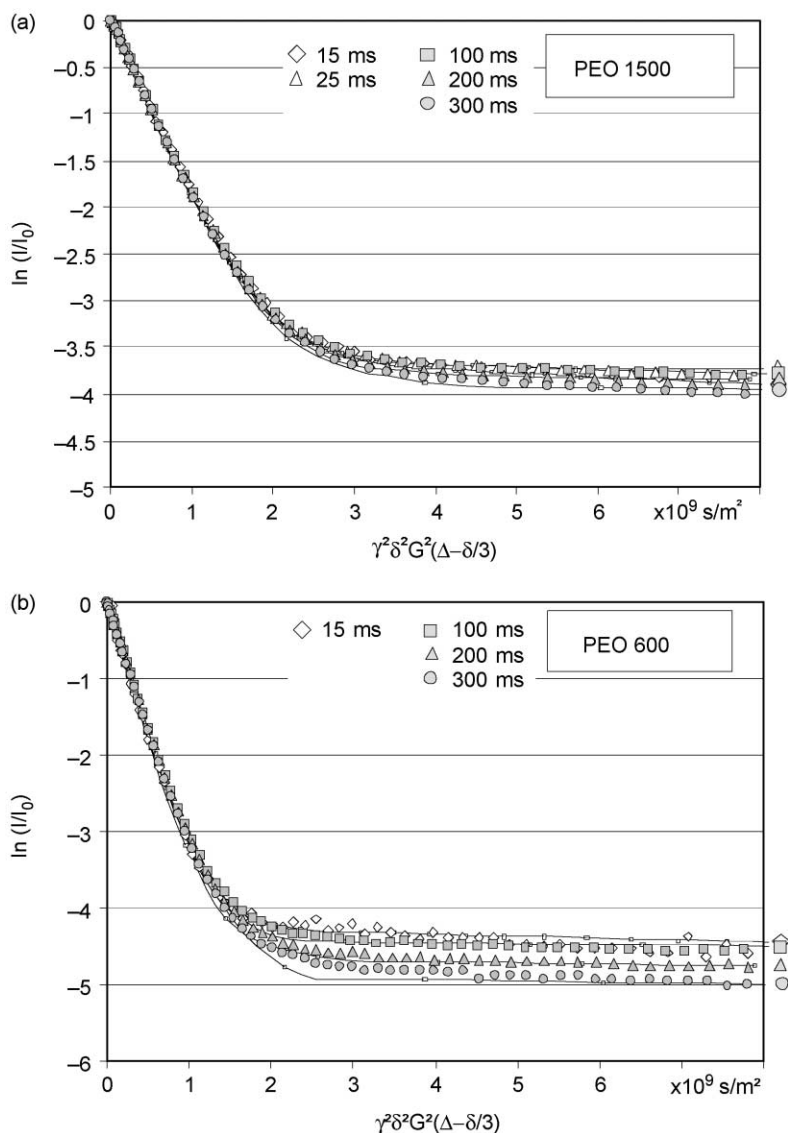 (a)
0
−0.5
−1
−1.5
−2
−2.5
−3
−3.5
−4
−4.5
−5
ln (I/I₀)
15 ms 100 ms
25 ms 200 ms
300 ms
PEO 1500
0 1 2 3 4 5 6 x10⁹ s/m²
γ²δ²G²(Δ−δ/3)
(b)
0
−1
−2
−3
−4
−5
−6
ln (I/I₀)
15 ms 100 ms
200 ms
300 ms
PEO 600
0 1 2 3 4 5 6 x10⁹ s/m²
γ²δ²G²(Δ−δ/3)